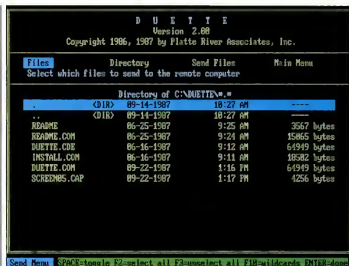 D U E T T E
Version 2.00
Copyright 1986, 1987 by Platte River Associates, Inc.
Files Directory Send Files Main Menu
Select which files to send to the remote computer
Directory of C:\DUETTE\*.*
. <DIR> 09-14-1987 10:27 AM ----
.. <DIR> 09-14-1987 10:27 AM ----
README 06-25-1987 9:25 AM 3567 bytes
README.COM 06-25-1987 9:24 AM 15065 bytes
DUETTE.CDE 06-16-1987 9:12 AM 64949 bytes
INSTALL.COM 06-16-1987 9:11 AM 18502 bytes
DUETTE.COM 09-22-1987 1:16 PM 64949 bytes
SCREEN05.CAP 09-22-1987 1:17 PM 4256 bytes
Send Menu SPACE=toggle F2=select all F3=unselect all F10=wildcards ENTER=done